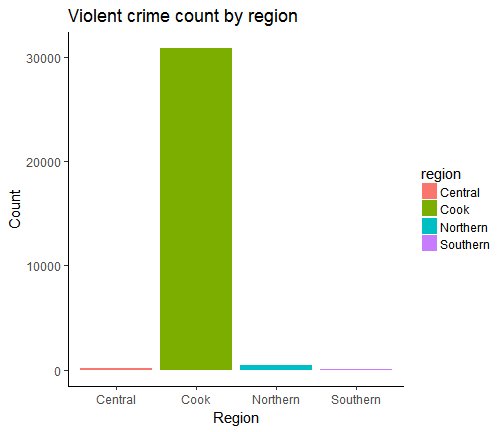 Violent crime count by region
30000
20000
10000
0
Count
Central
Cook
Northern
Southern
Region
region
Central
Cook
Northern
Southern